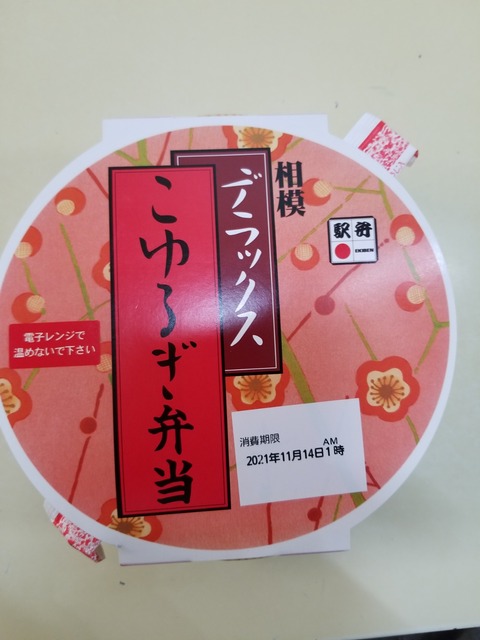 相模
デラックス
こゆるぎ弁当
駅弁
EKIBEN
電子レンジで
温めないで下さい
消費期限
AM
2021年11月14日1時